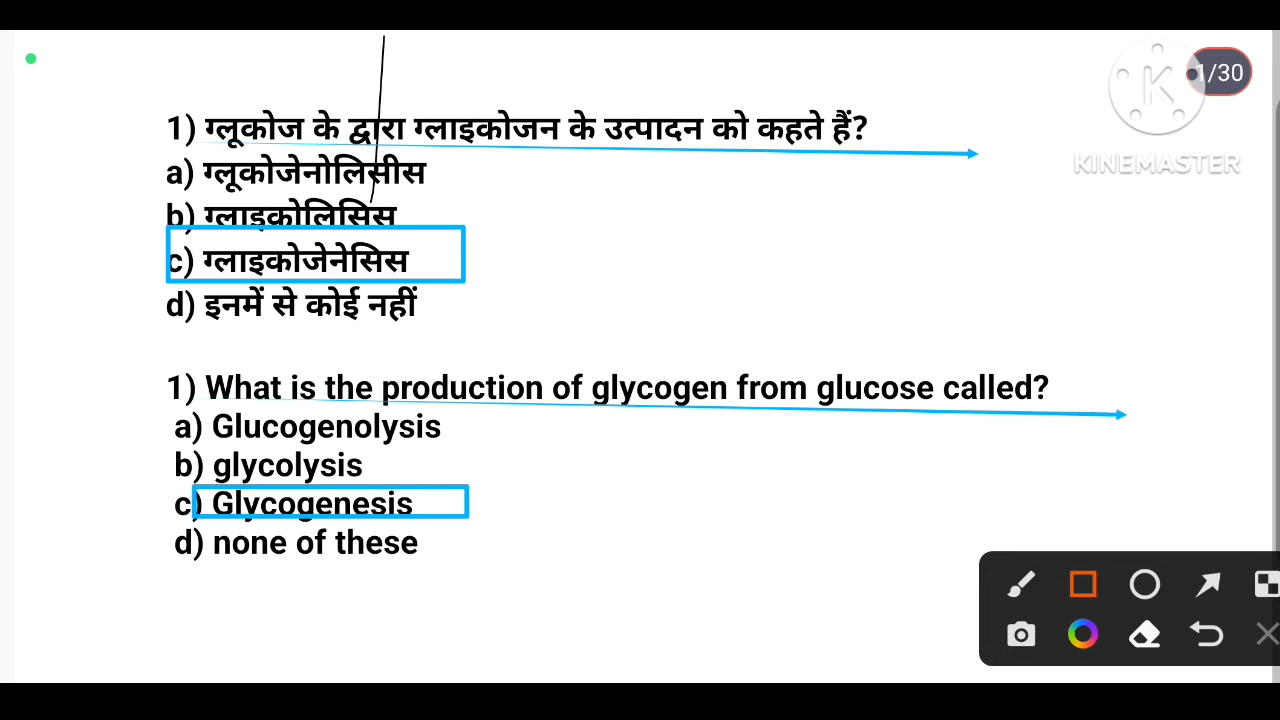 1/30
KINEMASTER
1) ग्लूकोज के द्वारा ग्लाइकोजन के उत्पादन को कहते हैं?
a) ग्लूकोजेनोलिसीस
b) ग्लाइकोलिसिस
c) ग्लाइकोजेनेसिस
d) इनमें से कोई नहीं
1) What is the production of glycogen from glucose called?
a) Glucogenolysis
b) glycolysis
c) Glycogenesis
d) none of these